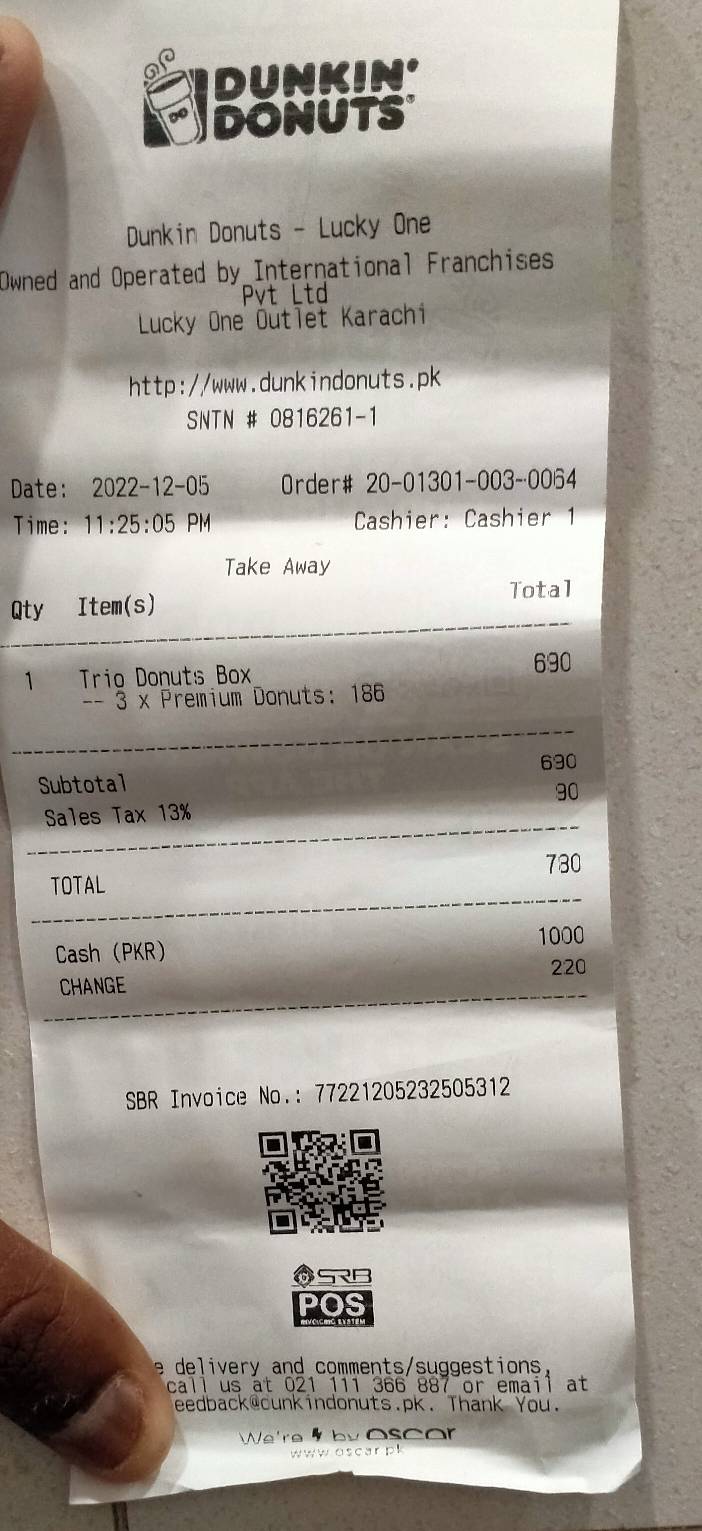 DUNKIN'
DONUTS®
Dunkin Donuts - Lucky One
Owned and Operated by International Franchises
Pvt Ltd
Lucky One Outlet Karachi
http://www.dunkindonuts.pk
SNTN # 0816261-1
Date: 2022-12-05 Order# 20-01301-003-0064
Time: 11:25:05 PM Cashier: Cashier 1
Take Away
Qty Item(s) Total
1 Trio Donuts Box 690
-- 3 x Premium Donuts: 186
Subtotal 690
Sales Tax 13% 90
TOTAL 780
Cash (PKR) 1000
CHANGE 220
SBR Invoice No.: 77221205232505312
SRB
POS
INVOICING SYSTEM
delivery and comments/suggestions,
call us at 021 111 366 887 or email at
eedback@cunkindonuts.pk. Thank You.
We're by oscar
www.oscar.pk